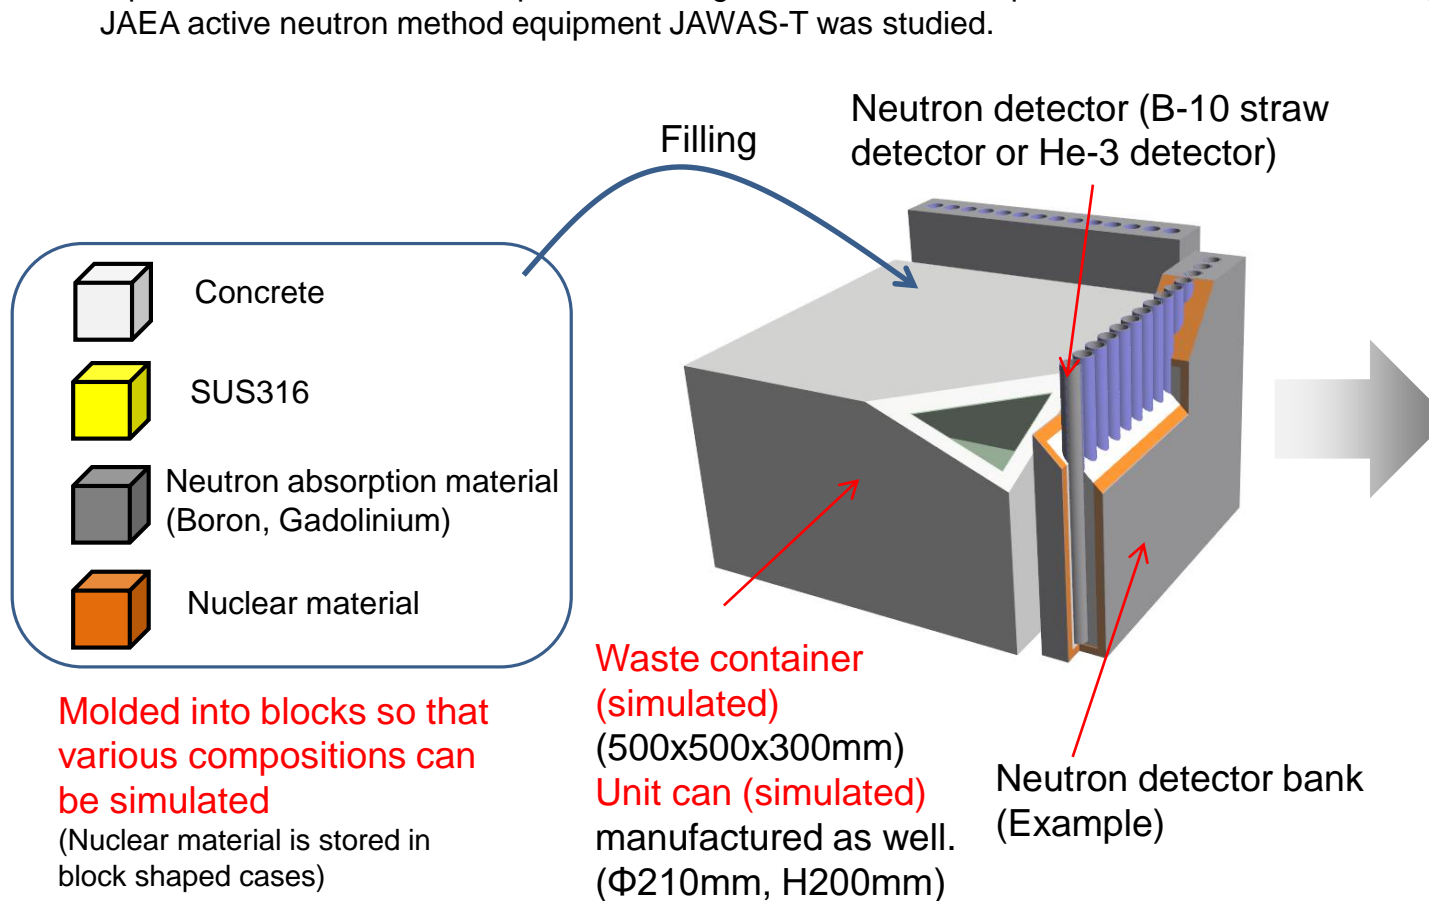 JAEA active neutron method equipment JAWAS-T was studied.
Neutron detector (B-10 straw
detector or He-3 detector)
Filling
Concrete
SUS316
Neutron absorption material
(Boron, Gadolinium)
Nuclear material
Molded into blocks so that
various compositions can
be simulated
(Nuclear material is stored in
block shaped cases)
Waste container
(simulated)
(500x500x300mm)
Unit can (simulated)
manufactured as well.
(Φ210mm, H200mm)
Neutron detector bank
(Example)